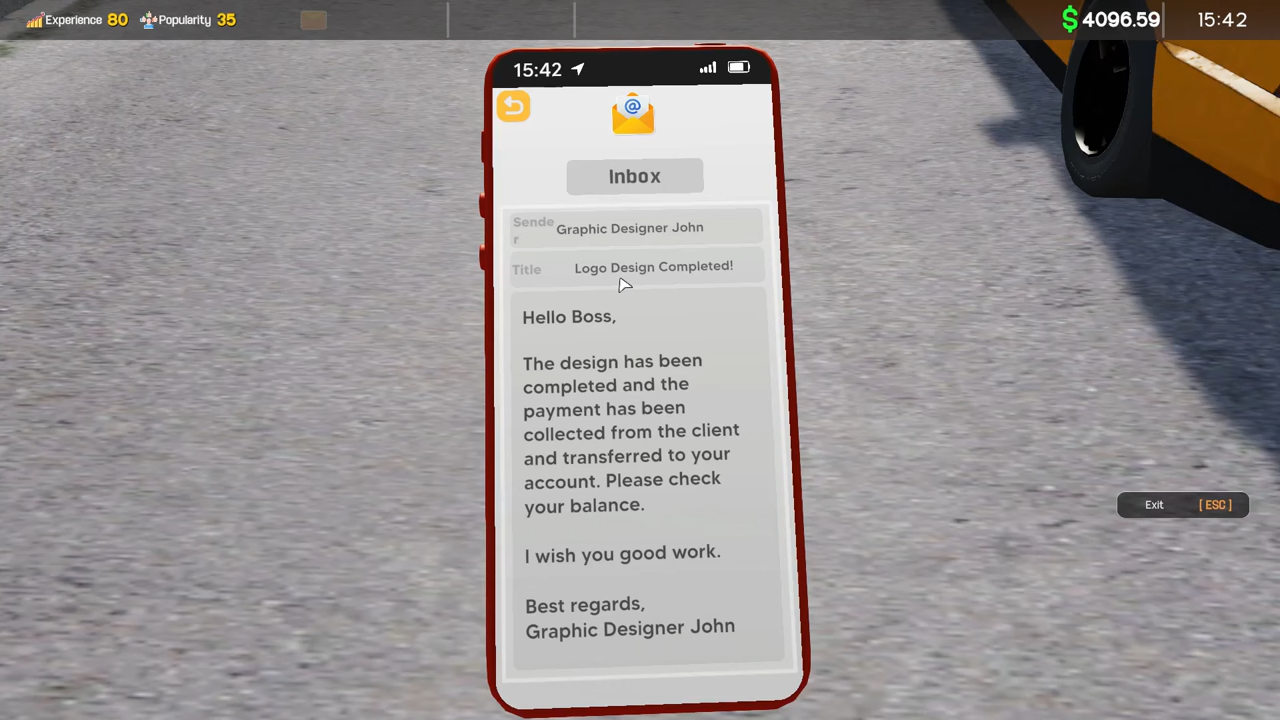 Experience 80 Popularity 35
$ 4096.59 15:42
15:42
@
Inbox
Sende
r
Graphic Designer John
Title Logo Design Completed!
Hello Boss,
The design has been
completed and the
payment has been
collected from the client
and transferred to your
account. Please check
your balance.
I wish you good work.
Best regards,
Graphic Designer John
Exit [ ESC ]